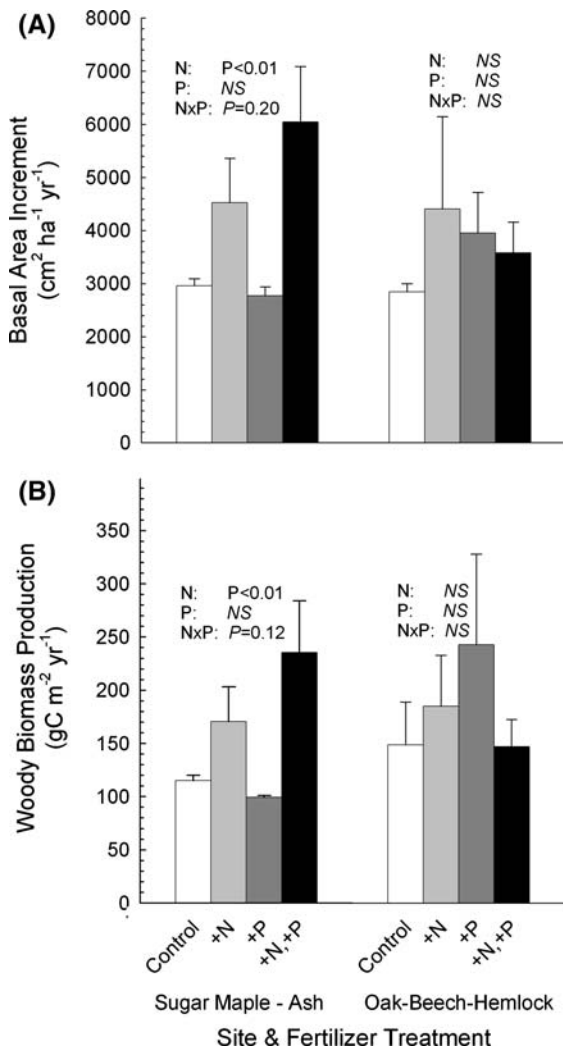 (A)
8000
7000
6000
5000
4000
3000
2000
1000
0
Basal Area Increment
(cm² ha⁻¹ yr⁻¹)
N: P<0.01
P: NS
NxP: P=0.20
N: NS
P: NS
NxP: NS
(B)
350
300
250
200
150
100
50
0
Woody Biomass Production
(gC m⁻² yr⁻¹)
N: P<0.01
P: NS
NxP: P=0.12
N: NS
P: NS
NxP: NS
Control +N +P +N,+P Control +N +P +N,+P
Sugar Maple - Ash Oak-Beech-Hemlock
Site & Fertilizer Treatment